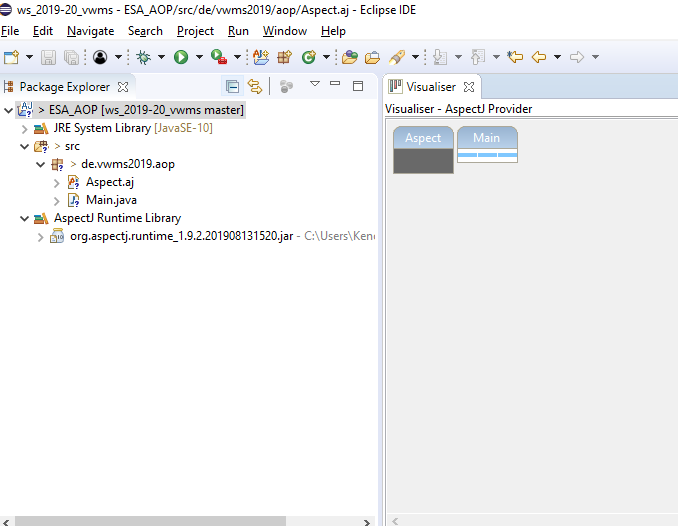 ws_2019-20_vwms - ESA_AOP/src/de/vwms2019/aop/Aspect.aj - Eclipse IDE
File Edit Navigate Search Project Run Window Help
Package Explorer
Visualiser
Visualiser - AspectJ Provider
> ESA_AOP [ws_2019-20_vwms master]
JRE System Library [JavaSE-10]
> src
> de.vwms2019.aop
Aspect.aj
Main.java
AspectJ Runtime Library
org.aspectj.runtime_1.9.2.201908131520.jar - C:\Users\Ken
Aspect Main